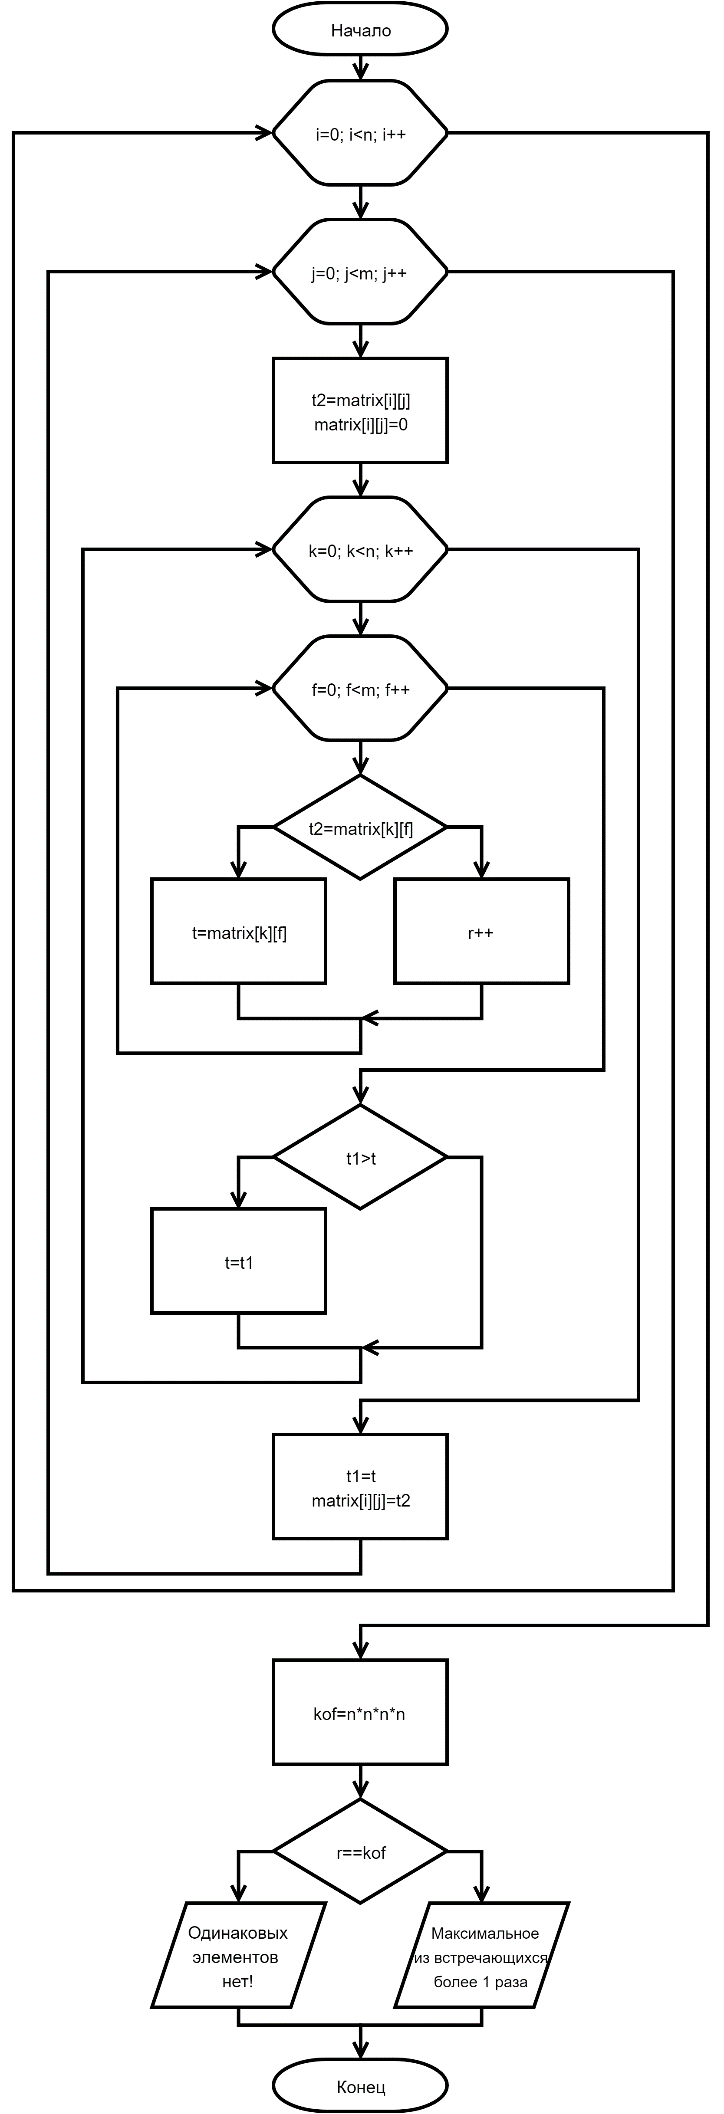 Начало
i=0; i<n; i++
j=0; j<m; j++
t2=matrix[i][j]
matrix[i][j]=0
k=0; k<n; k++
f=0; f<m; f++
t2=matrix[k][f]
t=matrix[k][f]
r++
t1>t
t=t1
t1=t
matrix[i][j]=t2
kof=n*n*n*n
r==kof
Одинаковых
элементов
нет!
Максимальное
из встречающихся
более 1 раза
Конец